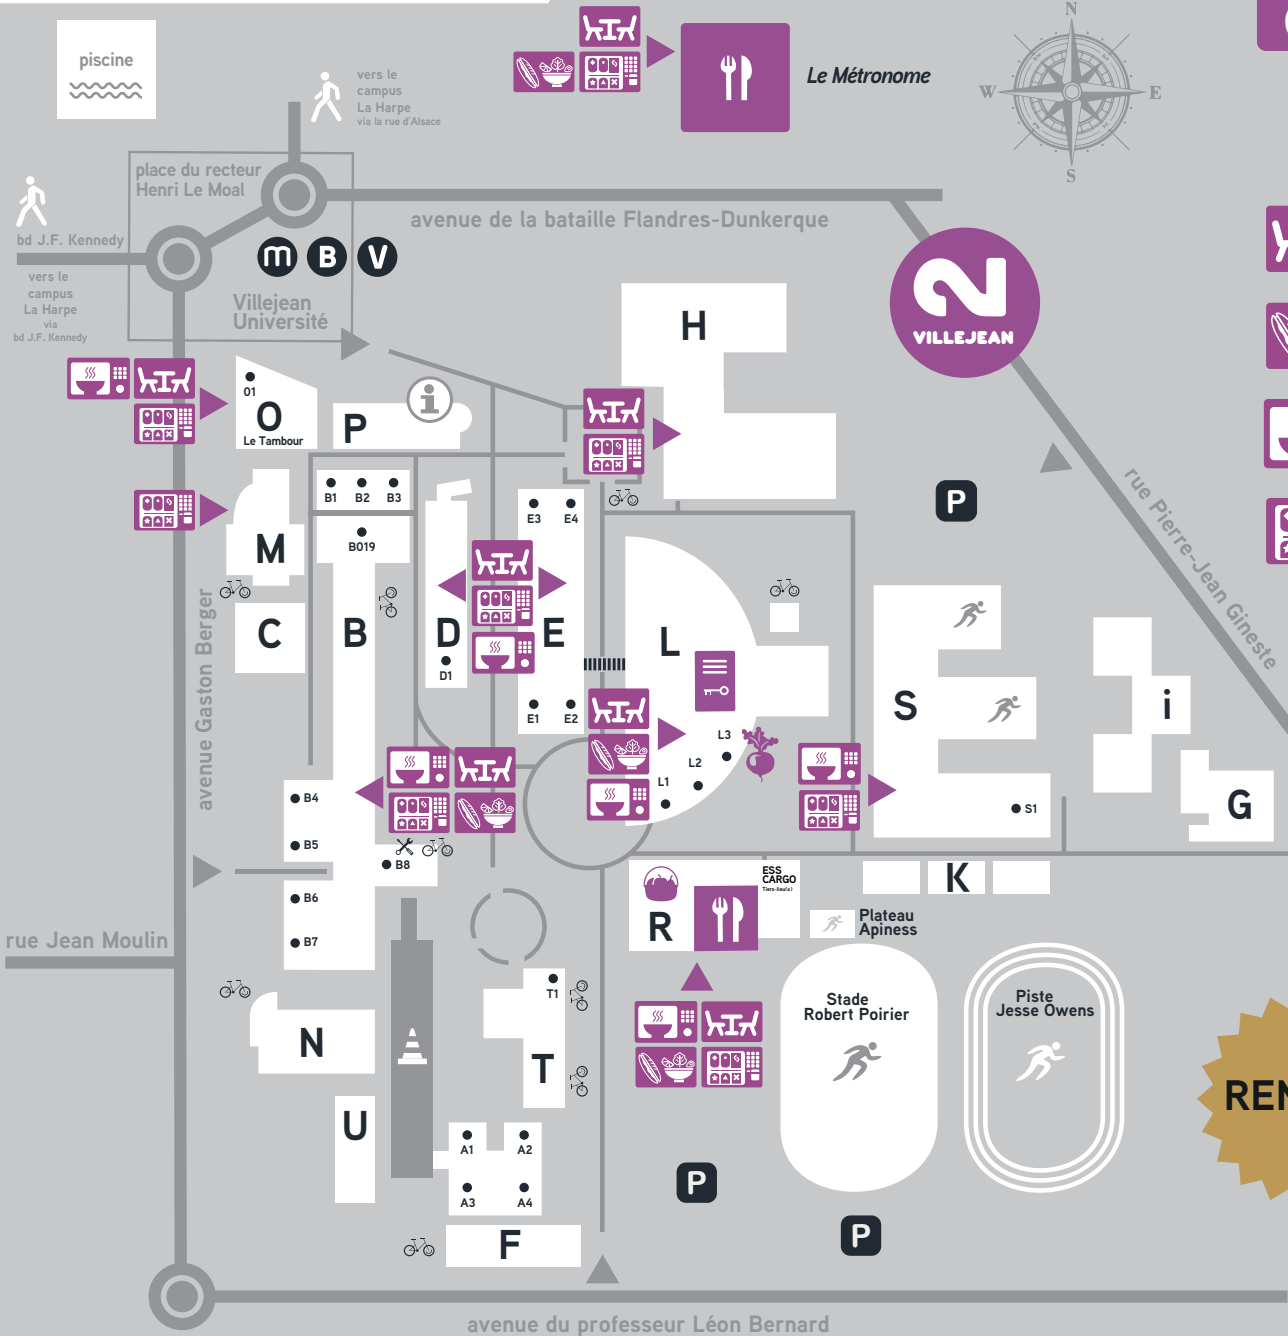 piscine
vers le
campus
La Harpe
via la rue d'Alsace
Le Métronome
N
W
E
S
place du recteur
Henri Le Moal
bd J.F. Kennedy
avenue de la bataille Flandres-Dunkerque
m
B
V
vers le
campus
La Harpe
via
bd J.F. Kennedy
Villejean
Université
2
VILLEJEAN
H
O1
O
Le Tambour
P
i
B1
B2
B3
E3
E4
P
rue Pierre-Jean Gineste
M
B019
avenue Gaston Berger
C
B
D
D1
E
L
S
i
E1
E2
L3
L2
L1
B4
B5
B8
S1
G
B6
B7
ESS
CARGO
Tiers-lieu(x)
K
R
Plateau
Apiness
rue Jean Moulin
T1
Stade
Robert Poirier
Piste
Jesse Owens
N
T
U
REN
A1
A2
A3
A4
P
P
F
avenue du professeur Léon Bernard